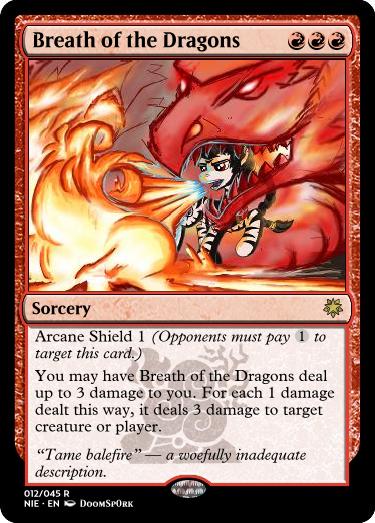 Breath of the Dragons
Sorcery
Arcane Shield 1 (Opponents must pay 1 to
target this card.)
You may have Breath of the Dragons deal
up to 3 damage to you. For each 1 damage
dealt this way, it deals 3 damage to target
creature or player.
“Tame balefire” — a woefully inadequate
description.
012/045 R
NIE · EN DoomSp0rk